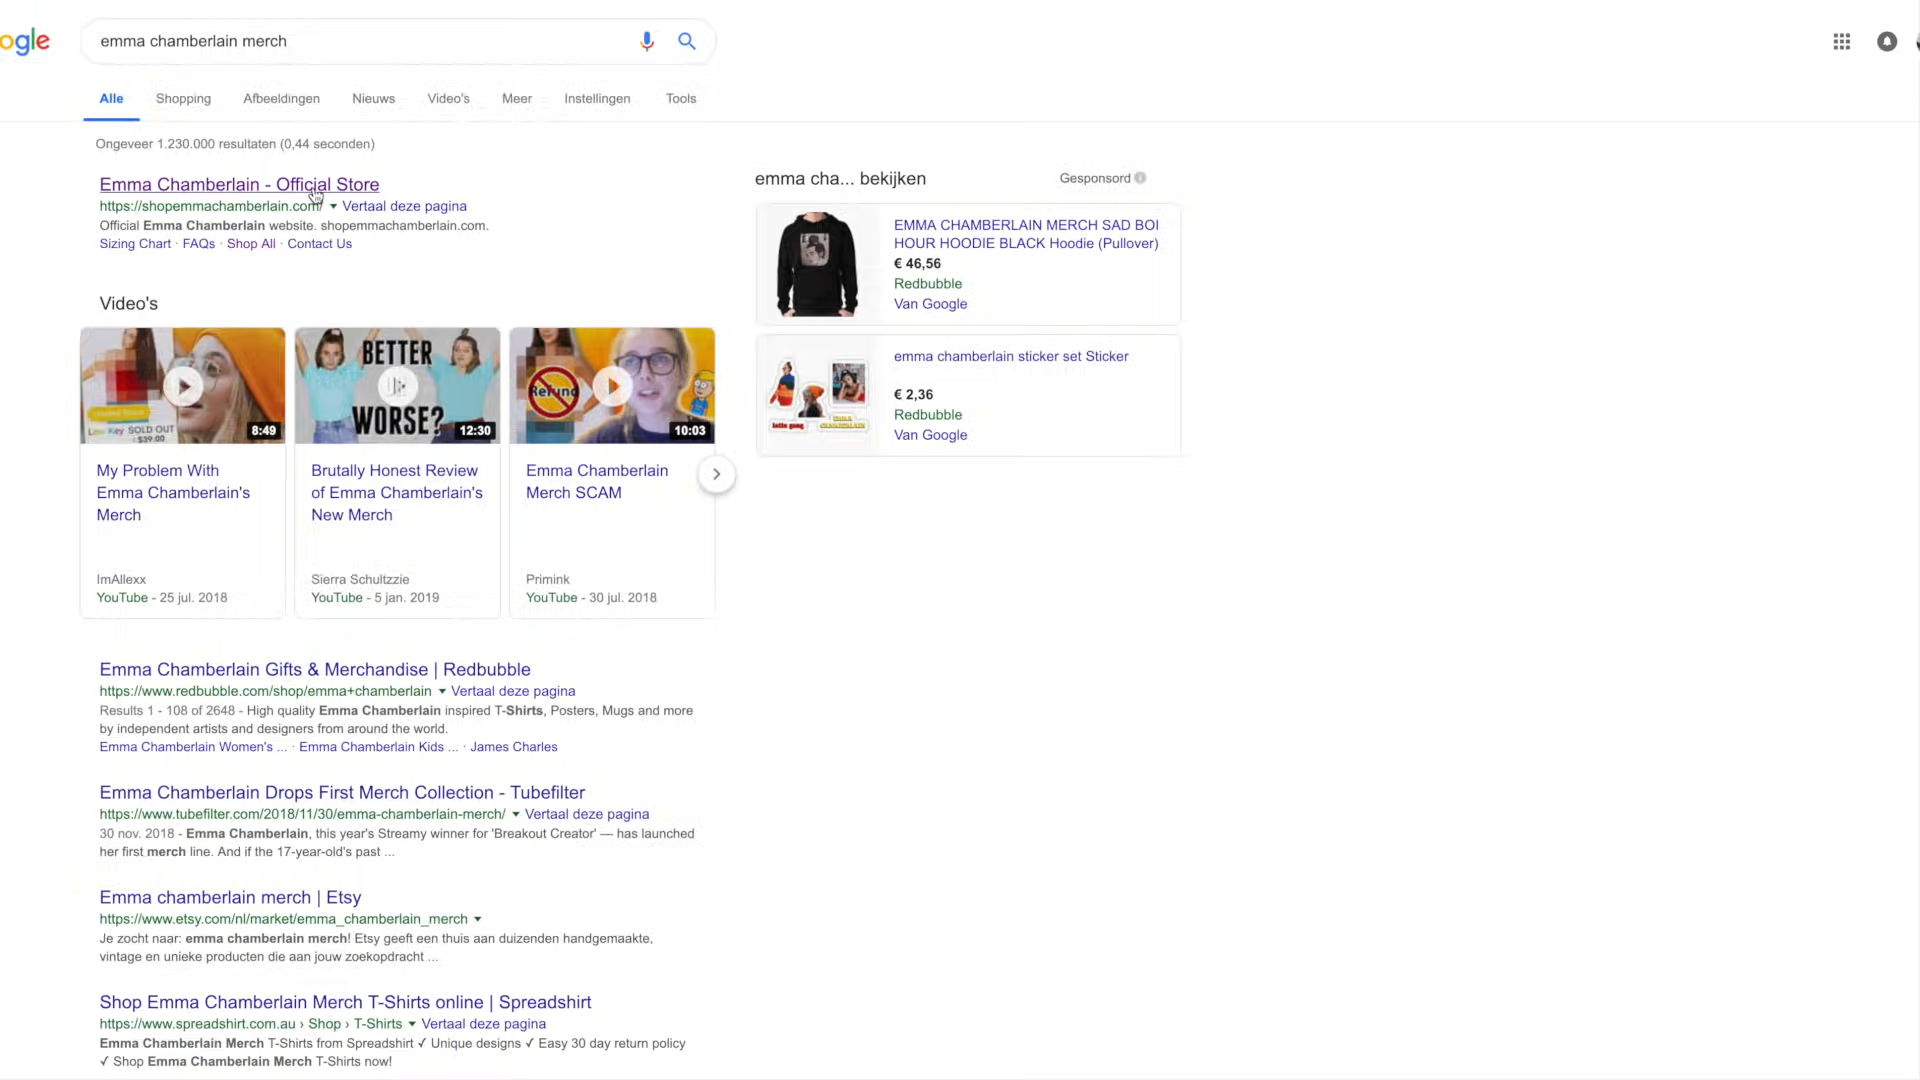 ogle
emma chamberlain merch
Alle Shopping Afbeeldingen Nieuws Video's Meer Instellingen Tools
Ongeveer 1.230.000 resultaten (0,44 seconden)
Emma Chamberlain - Official Store
https://shopemmachamberlain.com/ ▼ Vertaal deze pagina
Official Emma Chamberlain website. shopemmachamberlain.com.
Sizing Chart · FAQs · Shop All · Contact Us
emma cha... bekijken
Gesponsord
EMMA CHAMBERLAIN MERCH SAD BOI
HOUR HOODIE BLACK Hoodie (Pullover)
€ 46,56
Redbubble
Van Google
emma chamberlain sticker set Sticker
€ 2,36
Redbubble
Van Google
Video's
Low Key SOLD OUT
$39.00
8:49
BETTER
WORSE?
12:30
Refund
10:03
My Problem With
Emma Chamberlain's
Merch
ImAllexx
YouTube - 25 jul. 2018
Brutally Honest Review
of Emma Chamberlain's
New Merch
Sierra Schultzzie
YouTube - 5 jan. 2019
Emma Chamberlain
Merch SCAM
Primink
YouTube - 30 jul. 2018
Emma Chamberlain Gifts & Merchandise | Redbubble
https://www.redbubble.com/shop/emma+chamberlain ▼ Vertaal deze pagina
Results 1 - 108 of 2648 - High quality Emma Chamberlain inspired T-Shirts, Posters, Mugs and more
by independent artists and designers from around the world.
Emma Chamberlain Women's ... · Emma Chamberlain Kids ... · James Charles
Emma Chamberlain Drops First Merch Collection - Tubefilter
https://www.tubefilter.com/2018/11/30/emma-chamberlain-merch/ ▼ Vertaal deze pagina
30 nov. 2018 - Emma Chamberlain, this year's Streamy winner for 'Breakout Creator' — has launched
her first merch line. And if the 17-year-old's past ...
Emma chamberlain merch | Etsy
https://www.etsy.com/nl/market/emma_chamberlain_merch ▼
Je zocht naar: emma chamberlain merch! Etsy geeft een thuis aan duizenden handgemaakte,
vintage en unieke producten die aan jouw zoekopdracht ...
Shop Emma Chamberlain Merch T-Shirts online | Spreadshirt
https://www.spreadshirt.com.au › Shop › T-Shirts ▼ Vertaal deze pagina
Emma Chamberlain Merch T-Shirts from Spreadshirt ✓ Unique designs ✓ Easy 30 day return policy
✓ Shop Emma Chamberlain Merch T-Shirts now!